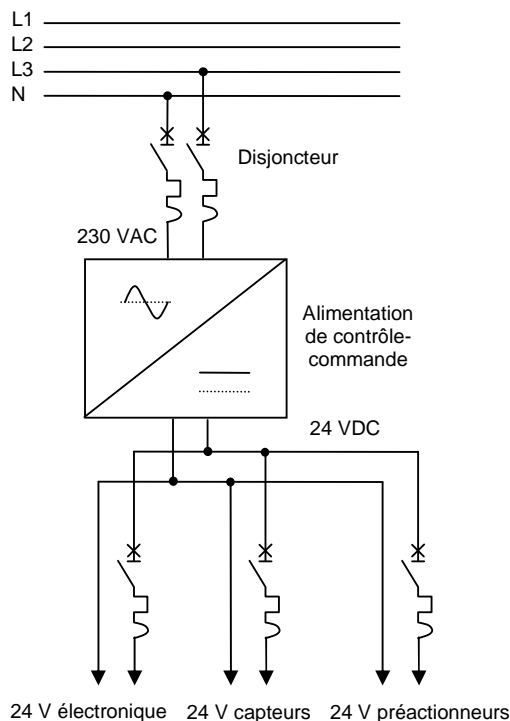 L1
L2
L3
N
Disjoncteur
230 VAC
Alimentation
de contrôle-
commande
24 VDC
24 V électronique
24 V capteurs
24 V préactionneurs